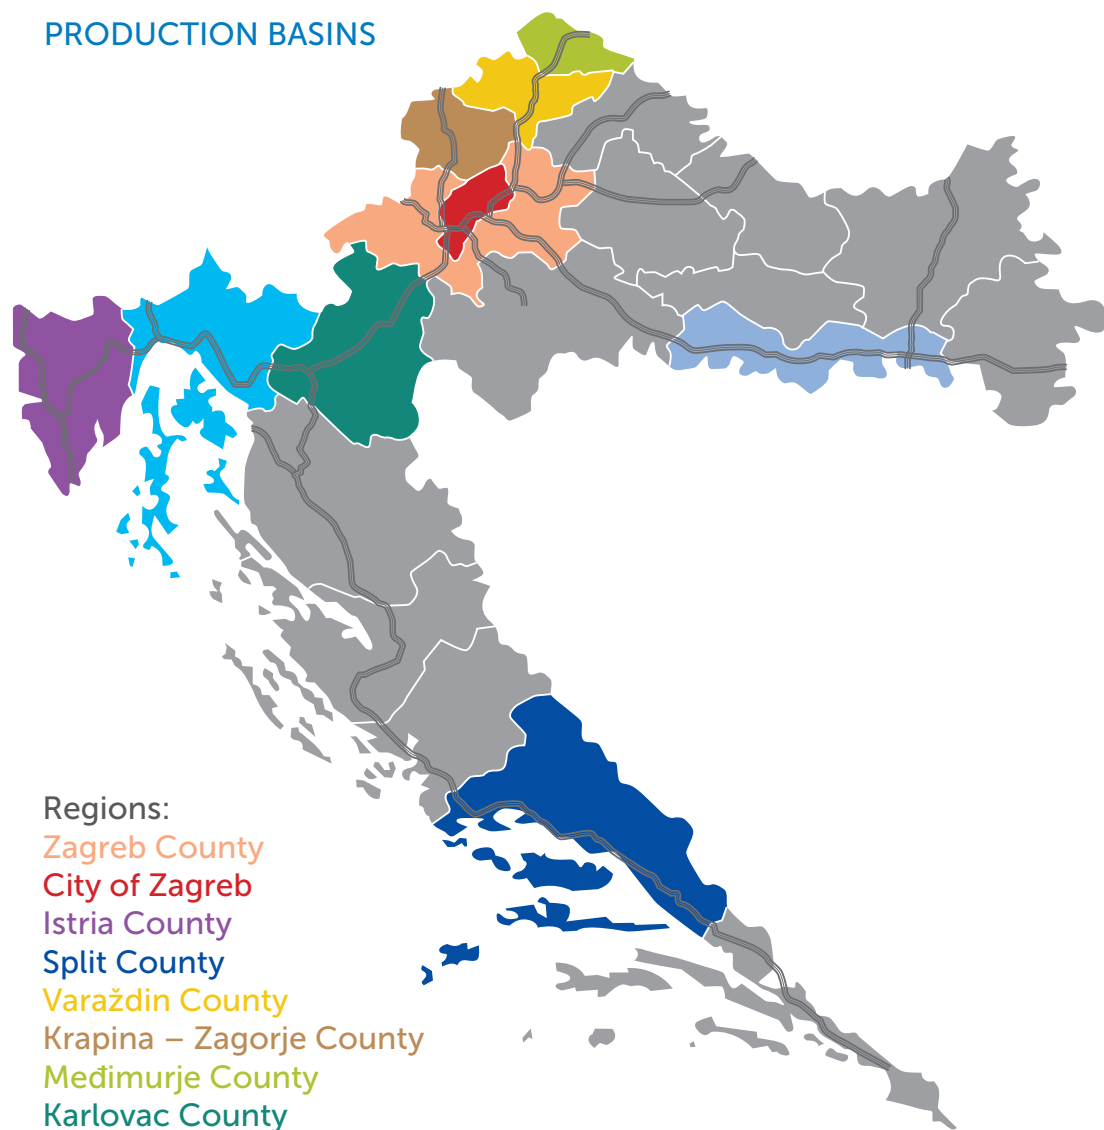 PRODUCTION BASINS
Regions:
Zagreb County
City of Zagreb
Istria County
Split County
Varaždin County
Krapina – Zagorje County
Međimurje County
Karlovac County